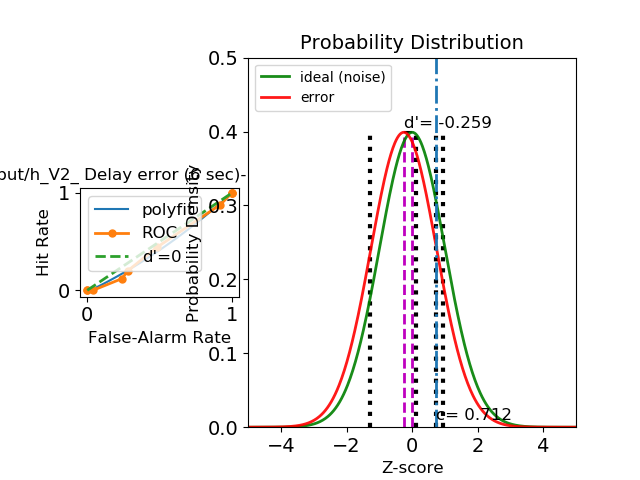 Probability Distribution
0.5
ideal (noise)
error
d'= -0.259
0.4
put/h_V2_ Delay error (6 sec)-
Probability Density
1
polyfit
ROC
d'=0
0.3
Hit Rate
0.2
0
0 1
False-Alarm Rate
0.1
c= 0.712
0.0
−4 −2 0 2 4
Z-score